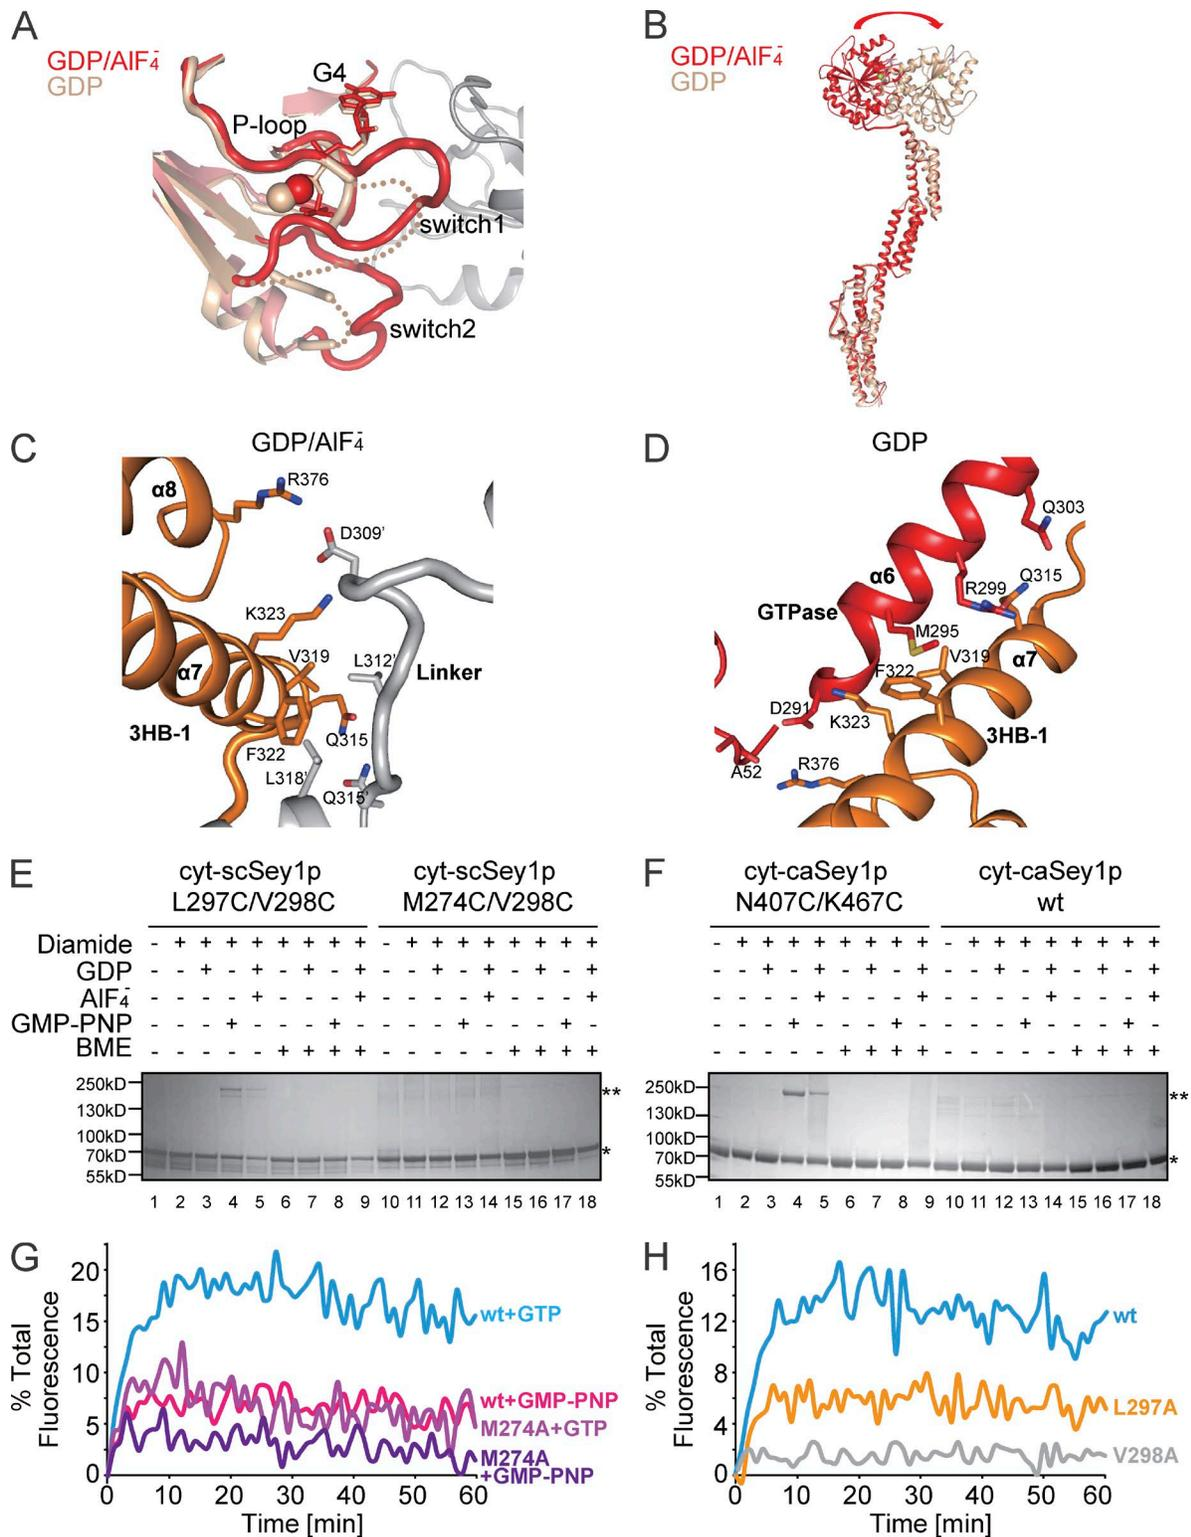 A
GDP/AlF4-
GDP
G4
P-loop
switch1
switch2
B
GDP/AlF4-
GDP
C
GDP/AlF4-
α8
R376
D309'
K323
V319
L312'
α7
Linker
3HB-1
Q315
F322
L318'
Q315'
D
GDP
Q303
α6
R299
Q315
GTPase
M295
V319
α7
F322
D291
K323
3HB-1
A52
R376
E
cyt-scSey1p cyt-scSey1p
L297C/V298C M274C/V298C
Diamide - + + + + + + + + - + + + + + + + +
GDP - - + - + - + - + - - + - + - + - +
AlF4- - - - - + - - - + - - - - + - - - +
GMP-PNP - - - + - - - + - - - - + - - - + -
BME - - - - - + + + + - - - - - + + + +
250kD
130kD
100kD
70kD
55kD
**
*
1 2 3 4 5 6 7 8 9 10 11 12 13 14 15 16 17 18
F
cyt-caSey1p cyt-caSey1p
N407C/K467C wt
- + + + + + + + + - + + + + + + + +
- - + - + - + - + - - + - + - + - +
- - - - + - - - + - - - - + - - - +
- - - + - - - + - - - - + - - - + -
- - - - - + + + + - - - - - + + + +
250kD
130kD
100kD
70kD
55kD
**
*
1 2 3 4 5 6 7 8 9 10 11 12 13 14 15 16 17 18
G
% Total
Fluorescence
20
15
10
5
0
wt+GTP
wt+GMP-PNP
M274A+GTP
M274A
+GMP-PNP
0 10 20 30 40 50 60
Time [min]
H
% Total
Fluorescence
16
12
8
4
0
wt
L297A
V298A
0 10 20 30 40 50 60
Time [min]